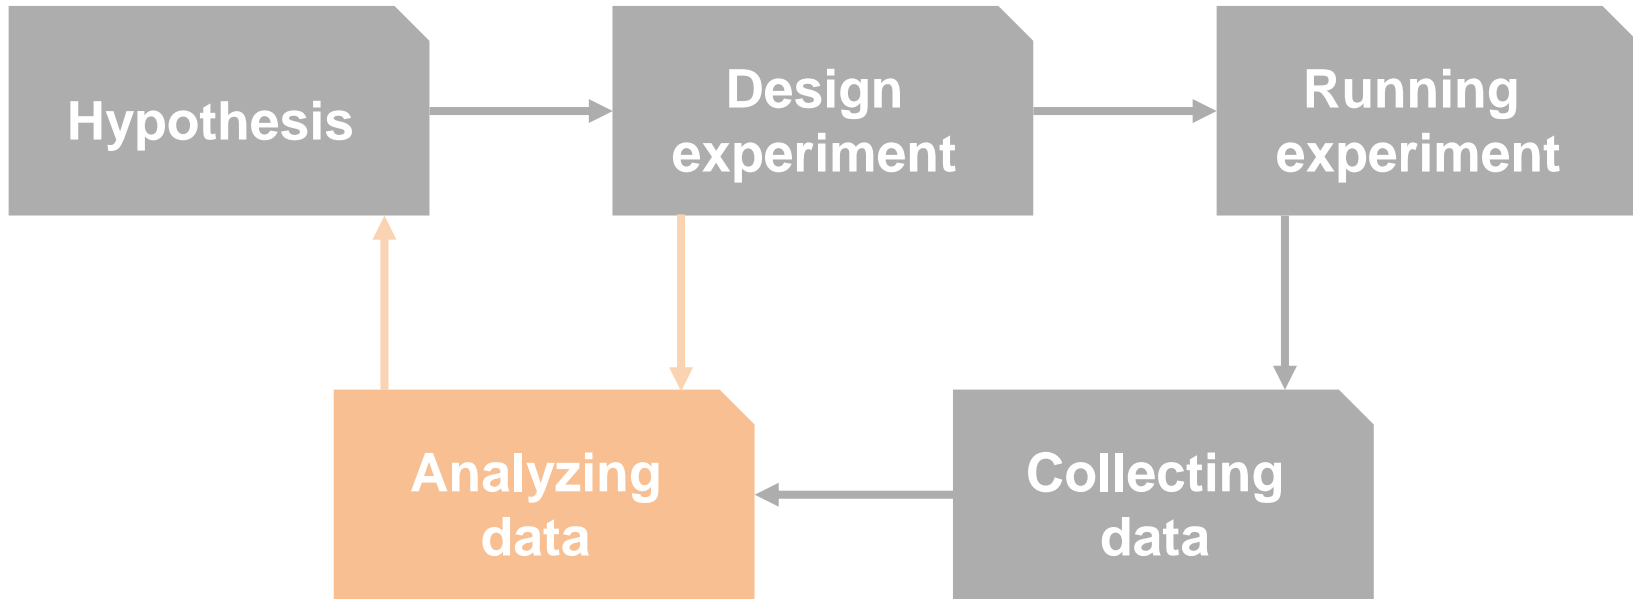 Hypothesis
Design
experiment
Running
experiment
Analyzing
data
Collecting
data